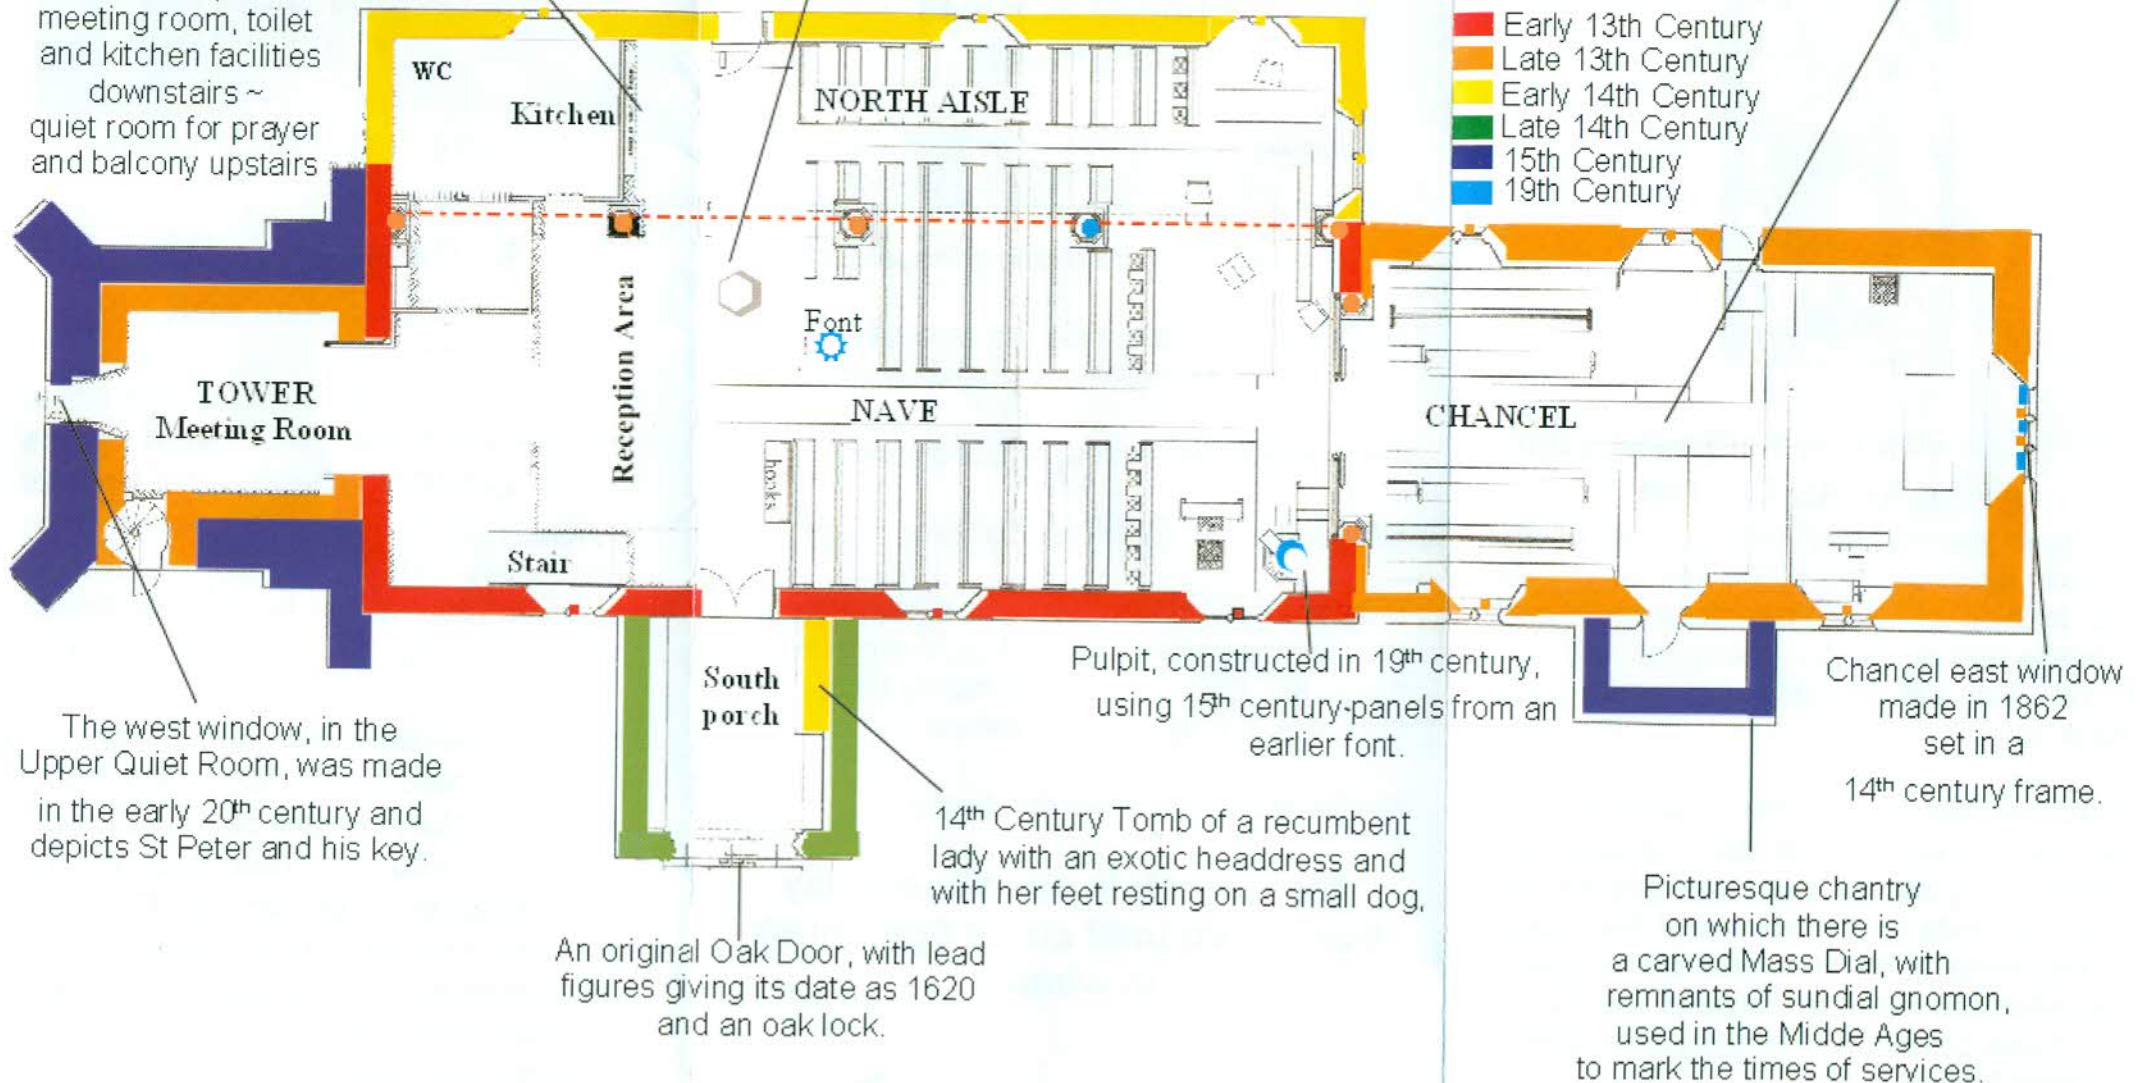 meeting room, toilet
and kitchen facilities
downstairs ~
quiet room for prayer
and balcony upstairs
WC
Kitchen
NORTH AISLE
Early 13th Century
Late 13th Century
Early 14th Century
Late 14th Century
15th Century
19th Century
TOWER
Meeting Room
Reception Area
Font
NAVE
books
CHANCEL
Stair
South
porch
The west window, in the
Upper Quiet Room, was made
in the early 20th century and
depicts St Peter and his key.
Pulpit, constructed in 19th century,
using 15th century-panels from an
earlier font.
Chancel east window
made in 1862
set in a
14th century frame.
14th Century Tomb of a recumbent
lady with an exotic headdress and
with her feet resting on a small dog,
An original Oak Door, with lead
figures giving its date as 1620
and an oak lock.
Picturesque chantry
on which there is
a carved Mass Dial, with
remnants of sundial gnomon,
used in the Midde Ages
to mark the times of services.